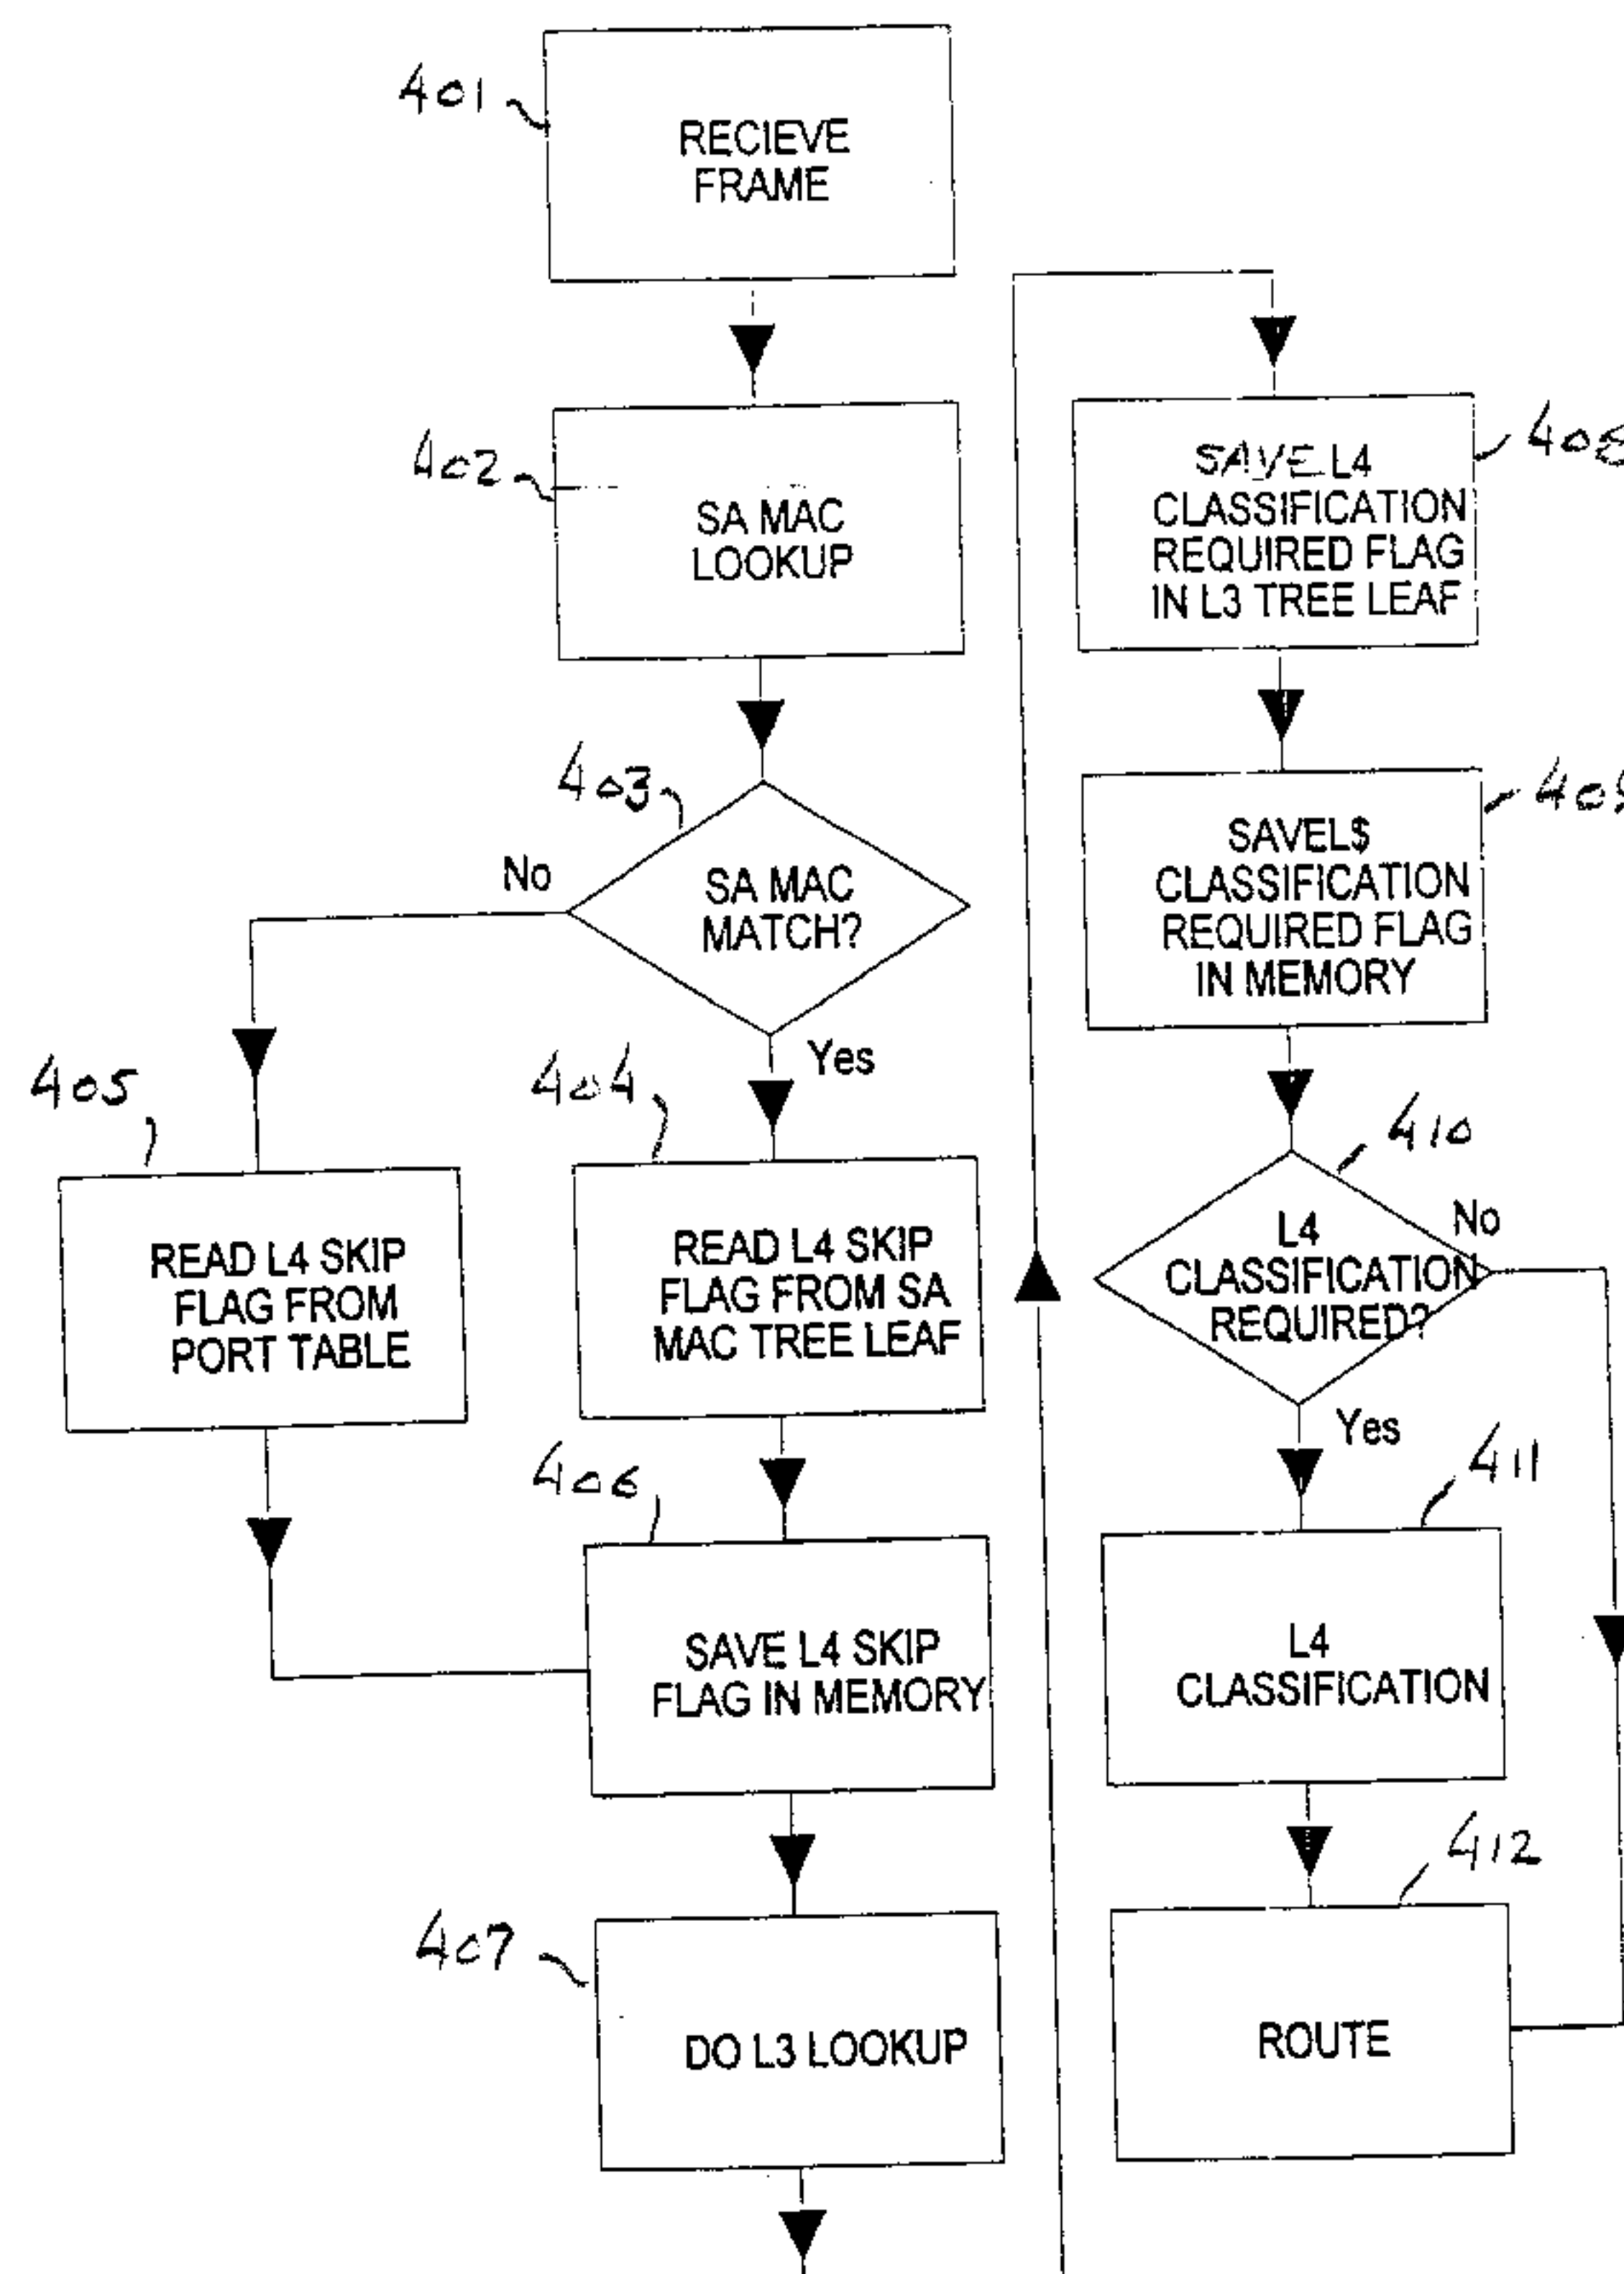 401
RECIEVE
FRAME
402
SA MAC
LOOKUP
403
No
SA MAC
MATCH?
Yes
405
READ L4 SKIP
FLAG FROM
PORT TABLE
404
READ L4 SKIP
FLAG FROM SA
MAC TREE LEAF
406
SAVE L4 SKIP
FLAG IN MEMORY
407
DO L3 LOOKUP
408
SAVE L4
CLASSIFICATION
REQUIRED FLAG
IN L3 TREE LEAF
409
SAVEL$
CLASSIFICATION
REQUIRED FLAG
IN MEMORY
410
L4
CLASSIFICATION
REQUIRED?
No
Yes
411
L4
CLASSIFICATION
412
ROUTE